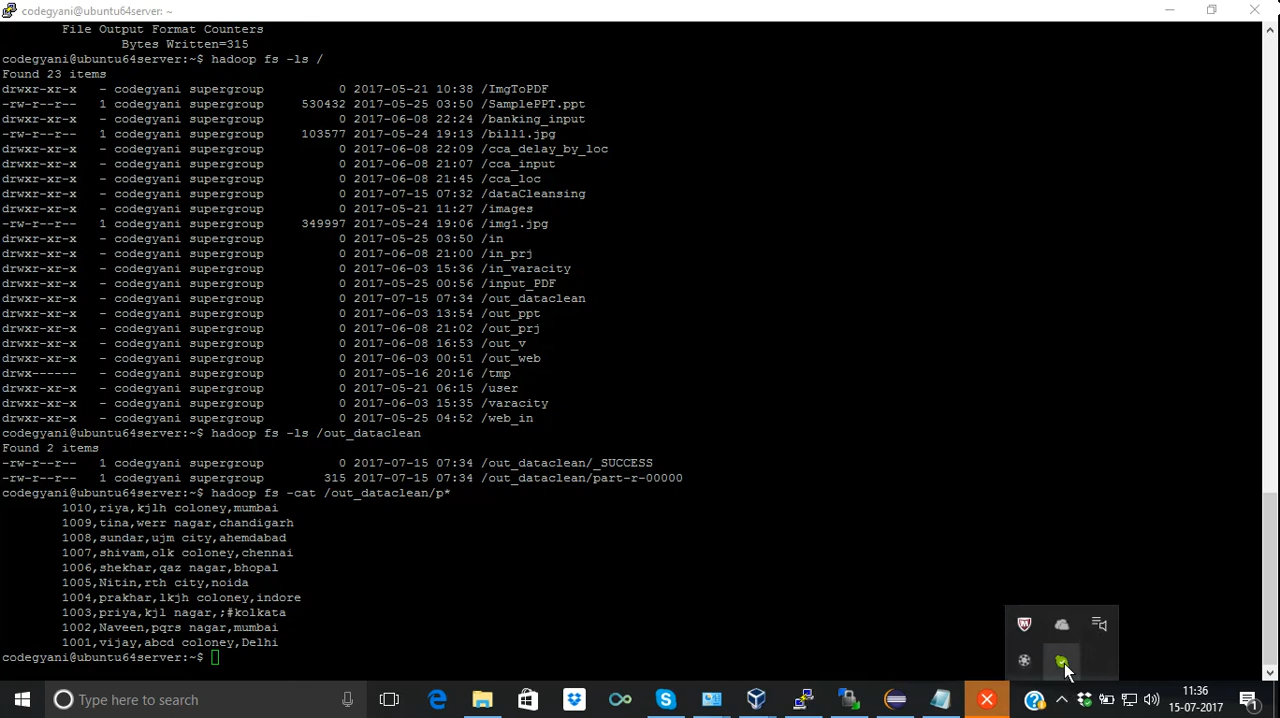 codegyani@ubuntu64server: ~
File Output Format Counters
Bytes Written=315
codegyani@ubuntu64server:~$ hadoop fs -ls /
Found 23 items
drwxr-xr-x - codegyani supergroup 0 2017-05-21 10:38 /ImgToPDF
-rw-r--r-- 1 codegyani supergroup 530432 2017-05-25 03:50 /SamplePPT.ppt
drwxr-xr-x - codegyani supergroup 0 2017-06-08 22:24 /banking_input
-rw-r--r-- 1 codegyani supergroup 103577 2017-05-24 19:13 /bill1.jpg
drwxr-xr-x - codegyani supergroup 0 2017-06-08 22:09 /cca_delay_by_loc
drwxr-xr-x - codegyani supergroup 0 2017-06-08 21:07 /cca_input
drwxr-xr-x - codegyani supergroup 0 2017-06-08 21:45 /cca_loc
drwxr-xr-x - codegyani supergroup 0 2017-07-15 07:32 /dataCleansing
drwxr-xr-x - codegyani supergroup 0 2017-05-21 11:27 /images
-rw-r--r-- 1 codegyani supergroup 349997 2017-05-24 19:06 /img1.jpg
drwxr-xr-x - codegyani supergroup 0 2017-05-25 03:50 /in
drwxr-xr-x - codegyani supergroup 0 2017-06-08 21:00 /in_prj
drwxr-xr-x - codegyani supergroup 0 2017-06-03 15:36 /in_varacity
drwxr-xr-x - codegyani supergroup 0 2017-05-25 00:56 /input_PDF
drwxr-xr-x - codegyani supergroup 0 2017-07-15 07:34 /out_dataclean
drwxr-xr-x - codegyani supergroup 0 2017-06-03 13:54 /out_ppt
drwxr-xr-x - codegyani supergroup 0 2017-06-08 21:02 /out_prj
drwxr-xr-x - codegyani supergroup 0 2017-06-08 16:53 /out_v
drwxr-xr-x - codegyani supergroup 0 2017-06-03 00:51 /out_web
drwx------ - codegyani supergroup 0 2017-05-16 20:16 /tmp
drwxr-xr-x - codegyani supergroup 0 2017-05-21 06:15 /user
drwxr-xr-x - codegyani supergroup 0 2017-06-03 15:35 /varacity
drwxr-xr-x - codegyani supergroup 0 2017-05-25 04:52 /web_in
codegyani@ubuntu64server:~$ hadoop fs -ls /out_dataclean
Found 2 items
-rw-r--r-- 1 codegyani supergroup 0 2017-07-15 07:34 /out_dataclean/_SUCCESS
-rw-r--r-- 1 codegyani supergroup 315 2017-07-15 07:34 /out_dataclean/part-r-00000
codegyani@ubuntu64server:~$ hadoop fs -cat /out_dataclean/p*
1010,riya,kjlh coloney,mumbai
1009,tina,werr nagar,chandigarh
1008,sundar,ujm city,ahemdabad
1007,shivam,olk coloney,chennai
1006,shekhar,qaz nagar,bhopal
1005,Nitin,rth city,noida
1004,prakhar,lkjh coloney,indore
1003,priya,kjl nagar,;#kolkata
1002,Naveen,pqrs nagar,mumbai
1001,vijay,abcd coloney,Delhi
codegyani@ubuntu64server:~$
Type here to search
11:36
15-07-2017
1